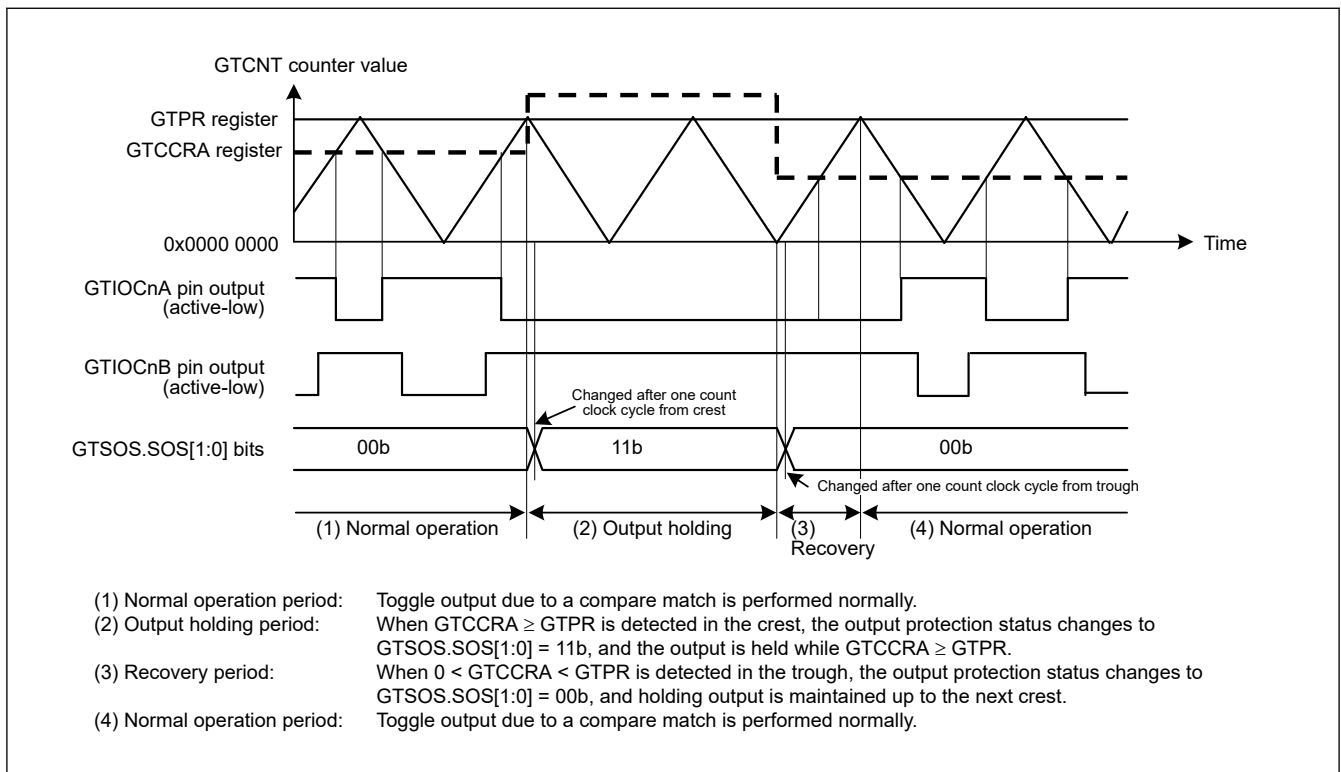 GTCNT counter value
GTPR register
GTCCRA register
0x0000 0000
Time
GTIOCnA pin output
(active-low)
GTIOCnB pin output
(active-low)
Changed after one count
clock cycle from crest
GTSOS.SOS[1:0] bits
00b
11b
00b
Changed after one count clock cycle from trough
(1) Normal operation
(2) Output holding
(3)
Recovery
(4) Normal operation
(1) Normal operation period: Toggle output due to a compare match is performed normally.
(2) Output holding period: When GTCCRA ≥ GTPR is detected in the crest, the output protection status changes to
GTSOS.SOS[1:0] = 11b, and the output is held while GTCCRA ≥ GTPR.
(3) Recovery period: When 0 < GTCCRA < GTPR is detected in the trough, the output protection status changes to
GTSOS.SOS[1:0] = 00b, and holding output is maintained up to the next crest.
(4) Normal operation period: Toggle output due to a compare match is performed normally.